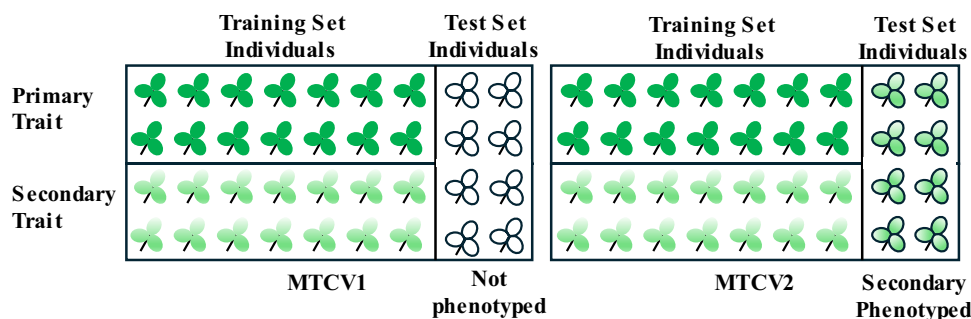 Training Set
Individuals
Test Set
Individuals
Training Set
Individuals
Test Set
Individuals
Primary
Trait
Secondary
Trait
MTCV1
Not
phenotyped
MTCV2
Secondary
Phenotyped